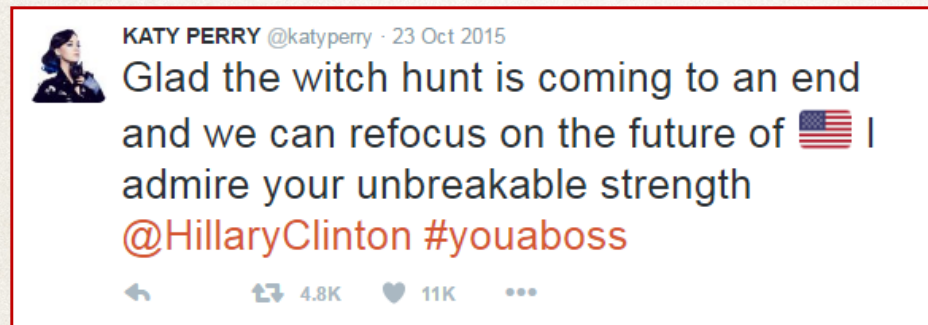 KATY PERRY @katyperry · 23 Oct 2015
Glad the witch hunt is coming to an end
and we can refocus on the future of 🇺🇸 I
admire your unbreakable strength
@HillaryClinton #youaboss
4.8K 11K